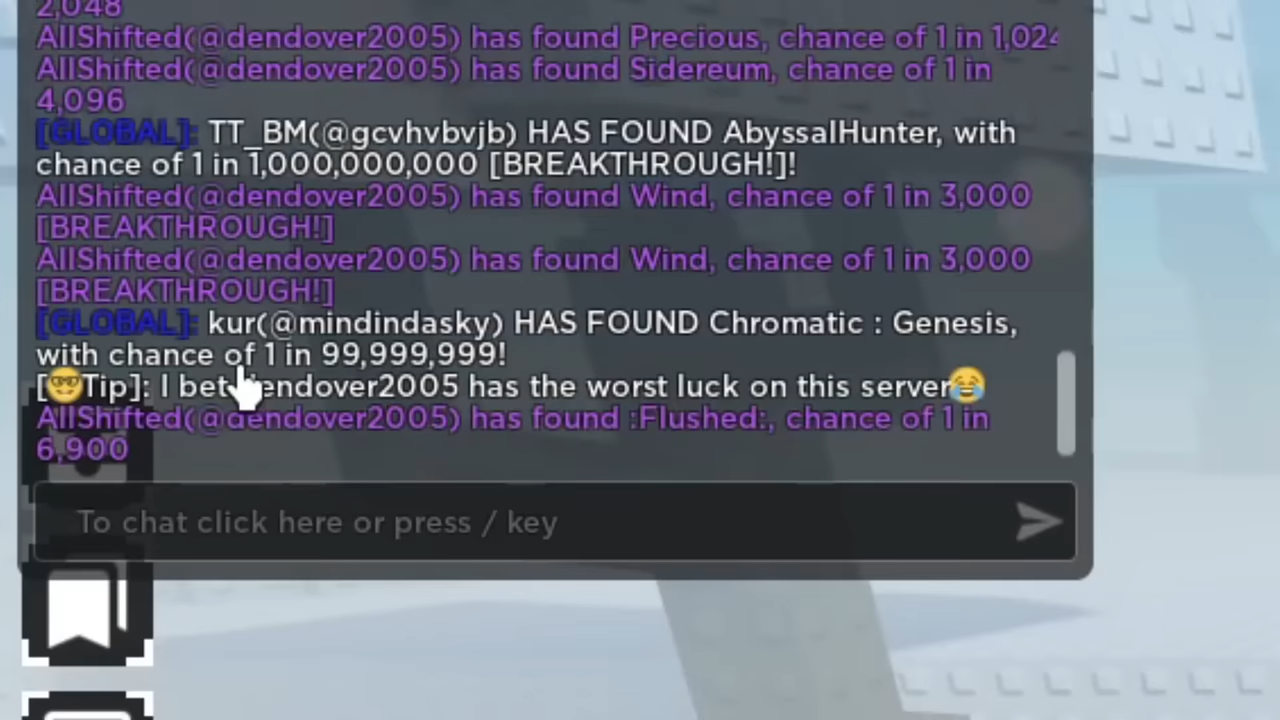 2,048
AllShifted(@dendover2005) has found Precious, chance of 1 in 1,024
AllShifted(@dendover2005) has found Sidereum, chance of 1 in
4,096
[GLOBAL]: TT_BM(@gcvhvbvjb) HAS FOUND AbyssalHunter, with
chance of 1 in 1,000,000,000 [BREAKTHROUGH!]!
AllShifted(@dendover2005) has found Wind, chance of 1 in 3,000
[BREAKTHROUGH!]
AllShifted(@dendover2005) has found Wind, chance of 1 in 3,000
[BREAKTHROUGH!]
[GLOBAL]: kur(@mindindasky) HAS FOUND Chromatic : Genesis,
with chance of 1 in 99,999,999!
[🤓Tip]: I bet dendover2005 has the worst luck on this server😂
AllShifted(@dendover2005) has found :Flushed:, chance of 1 in
6,900
To chat click here or press / key